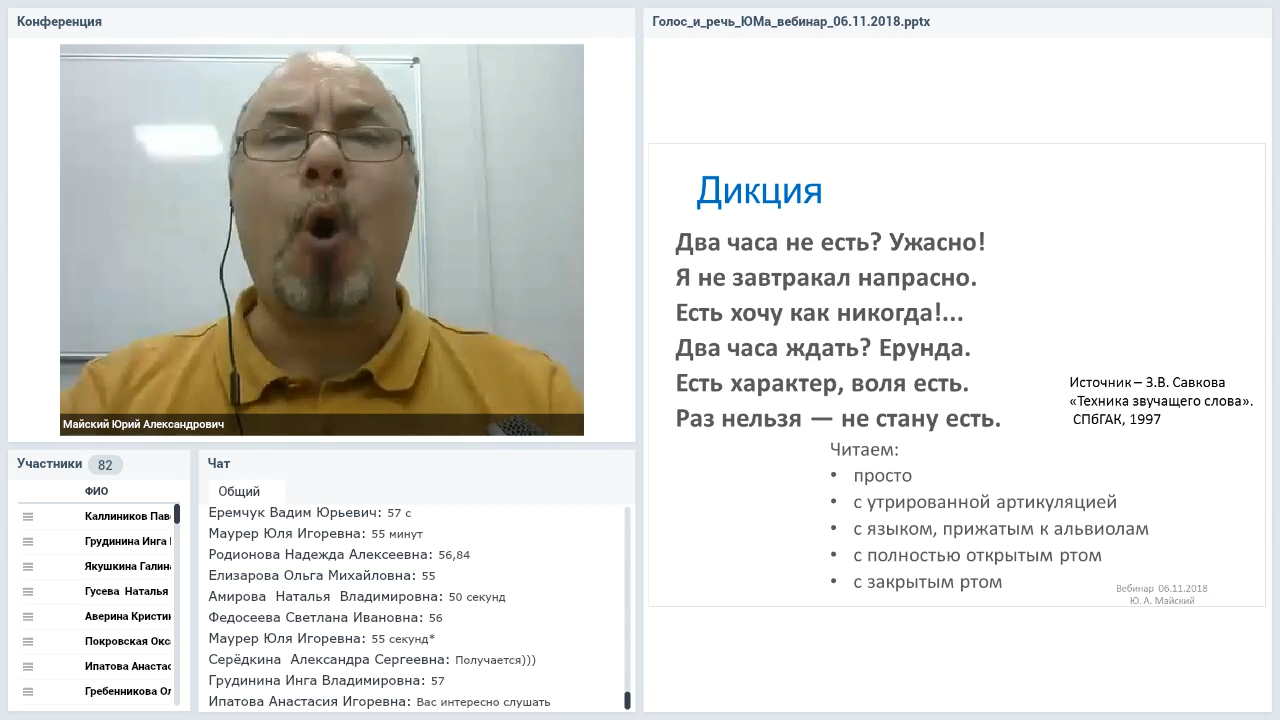 Конференция
Майский Юрий Александрович
Участники 82
ФИО
Каллиников Пав
Грудинина Инга
Якушкина Галина
Гусева Наталья
Аверина Кристин
Покровская Окс
Ипатова Анастас
Гребенникова Ол
Чат
Общий
Еремчук Вадим Юрьевич: 57 с
Маурер Юля Игоревна: 55 минут
Родионова Надежда Алексеевна: 56,84
Елизарова Ольга Михайловна: 55
Амирова Наталья Владимировна: 50 секунд
Федосеева Светлана Ивановна: 56
Маурер Юля Игоревна: 55 секунд*
Серёдкина Александра Сергеевна: Получается)))
Грудинина Инга Владимировна: 57
Ипатова Анастасия Игоревна: Вас интересно слушать
Голос_и_речь_ЮМа_вебинар_06.11.2018.pptx
Дикция
Два часа не есть? Ужасно!
Я не завтракал напрасно.
Есть хочу как никогда!...
Два часа ждать? Ерунда.
Есть характер, воля есть.
Раз нельзя — не стану есть.
Источник – З.В. Савкова
«Техника звучащего слова».
СПбГАК, 1997
Читаем:
• просто
• с утрированной артикуляцией
• с языком, прижатым к альвиолам
• с полностью открытым ртом
• с закрытым ртом
Вебинар 06.11.2018
Ю. А. Майский